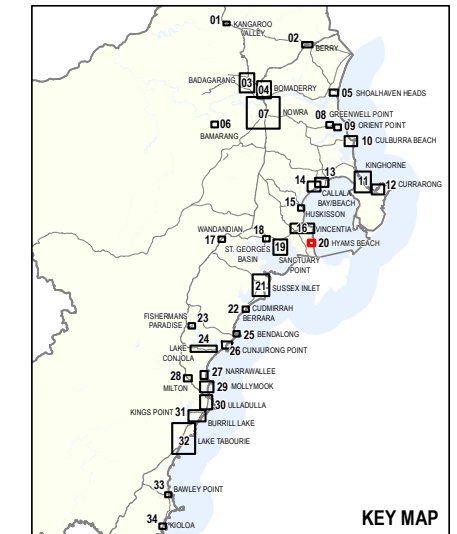 01
KANGAROO
VALLEY
02
BERRY
BADAGARANG
03
04
BOMADERRY
05 SHOALHAVEN HEADS
07
NOWRA
06
BAMARANG
08 GREENWELL POINT
09 ORIENT POINT
10 CULBURRA BEACH
KINGHORNE
11
12 CURRARONG
13
14
CALLALA
BAY/BEACH
15
HUSKISSON
16 VINCENTIA
WANDANDIAN
17
18
ST. GEORGES
BASIN
19
20 HYAMS BEACH
SANCTUARY
POINT
21 SUSSEX INLET
22 CUDMIRRAH
BERRARA
FISHERMANS
PARADISE
23
24
LAKE
CONJOLA
25 BENDALONG
26 CUNJURONG POINT
27 NARRAWALLEE
28
MILTON
29 MOLLYMOOK
30 ULLADULLA
KINGS POINT 31
BURRILL LAKE
32 LAKE TABOURIE
33 BAWLEY POINT
34 KIOLOA
KEY MAP